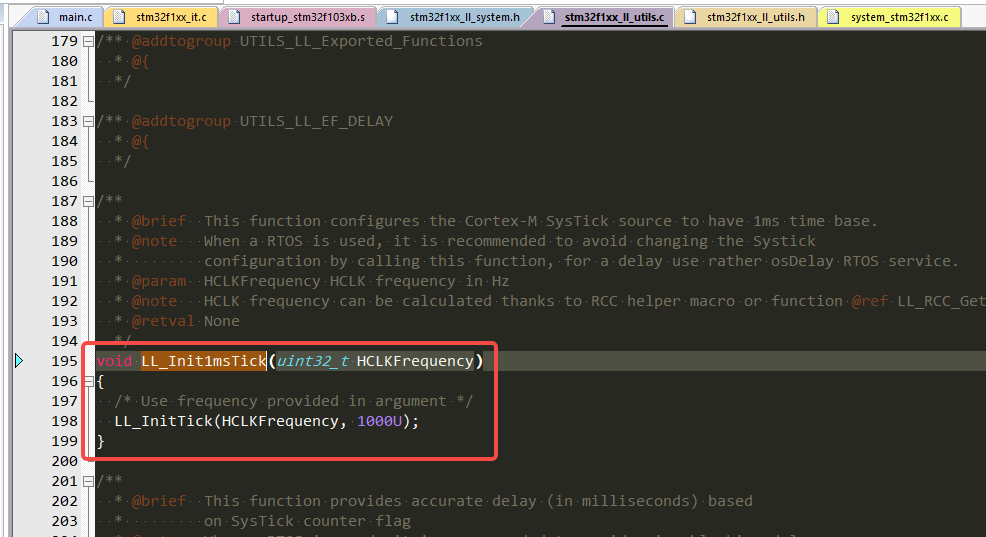 main.c stm32f1xx_it.c startup_stm32f103xb.s stm32f1xx_ll_system.h stm32f1xx_ll_utils.c stm32f1xx_ll_utils.h system_stm32f1xx.c
179 /** @addtogroup UTILS_LL_Exported_Functions
180 * @{
181 */
182
183 /** @addtogroup UTILS_LL_EF_DELAY
184 * @{
185 */
186
187 /**
188 * @brief This function configures the Cortex-M SysTick source to have 1ms time base.
189 * @note When a RTOS is used, it is recommended to avoid changing the Systick
190 * configuration by calling this function, for a delay use rather osDelay RTOS service.
191 * @param HCLKFrequency HCLK frequency in Hz
192 * @note HCLK frequency can be calculated thanks to RCC helper macro or function @ref LL_RCC_Get
193 * @retval None
194 */
195 void LL_Init1msTick(uint32_t HCLKFrequency)
196 {
197 /* Use frequency provided in argument */
198 LL_InitTick(HCLKFrequency, 1000U);
199 }
200
201 /**
202 * @brief This function provides accurate delay (in milliseconds) based
203 * on SysTick counter flag